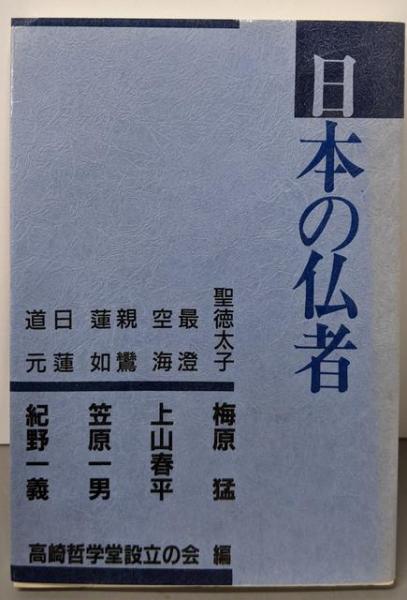 日本の仏者
聖徳太子
最澄
空海
親鸞
蓮如
日蓮
道元
梅原 猛
上山春平
笠原一男
紀野一義
高崎哲学堂設立の会 編